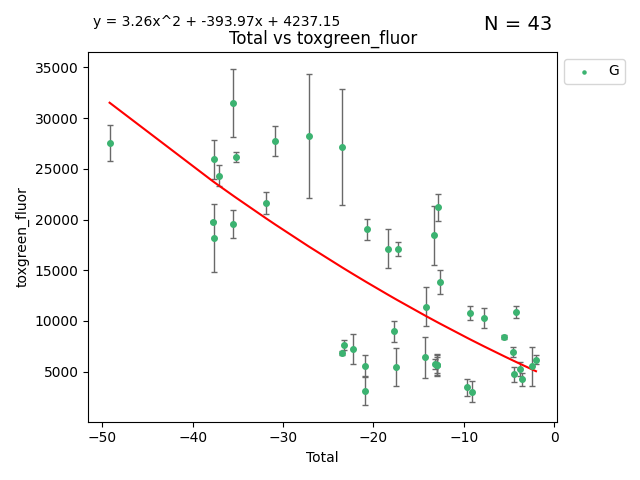 y = 3.26x^2 + -393.97x + 4237.15
N = 43
Total vs toxgreen_fluor
G
35000
30000
25000
20000
15000
10000
5000
toxgreen_fluor
−50 −40 −30 −20 −10 0
Total